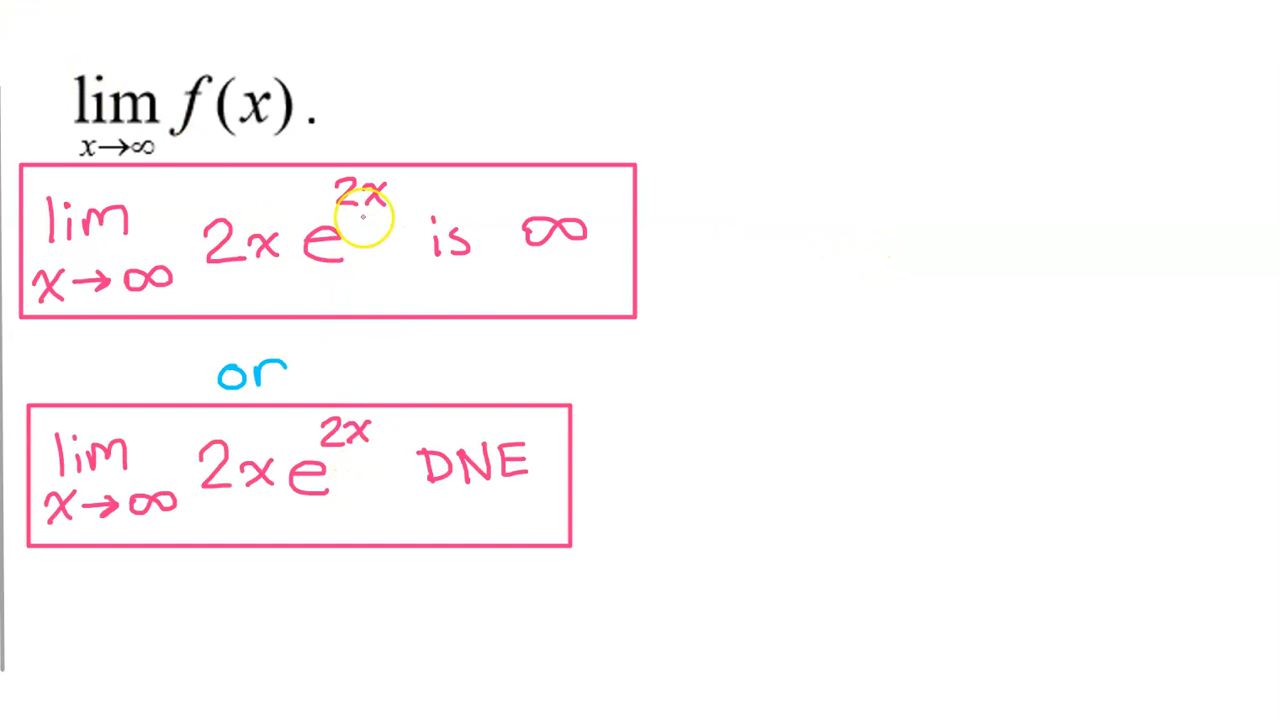 lim f(x).
x→∞
lim 2x e^2x is ∞
x→∞
or
lim 2x e^2x DNE
x→∞